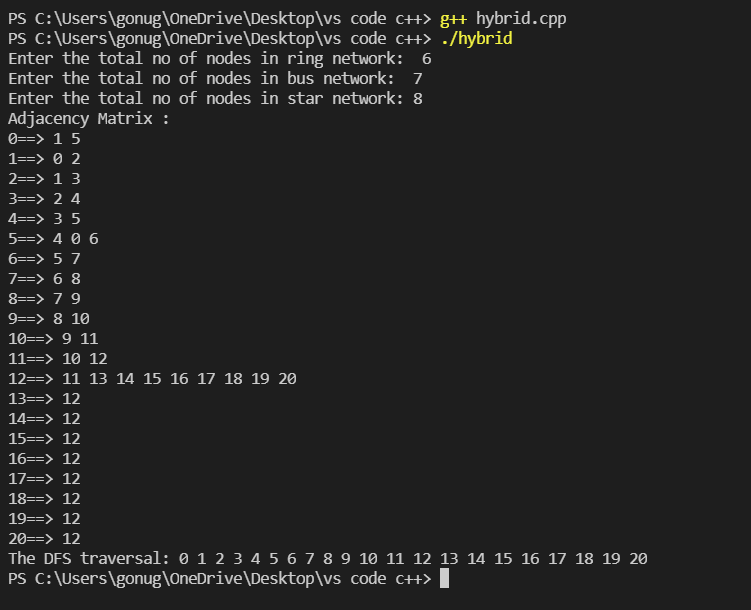 PS C:\Users\gonug\OneDrive\Desktop\vs code c++> g++ hybrid.cpp
PS C:\Users\gonug\OneDrive\Desktop\vs code c++> ./hybrid
Enter the total no of nodes in ring network:  6
Enter the total no of nodes in bus network:  7
Enter the total no of nodes in star network: 8
Adjacency Matrix :
0==> 1 5
1==> 0 2
2==> 1 3
3==> 2 4
4==> 3 5
5==> 4 0 6
6==> 5 7
7==> 6 8
8==> 7 9
9==> 8 10
10==> 9 11
11==> 10 12
12==> 11 13 14 15 16 17 18 19 20
13==> 12
14==> 12
15==> 12
16==> 12
17==> 12
18==> 12
19==> 12
20==> 12
The DFS traversal: 0 1 2 3 4 5 6 7 8 9 10 11 12 13 14 15 16 17 18 19 20
PS C:\Users\gonug\OneDrive\Desktop\vs code c++>